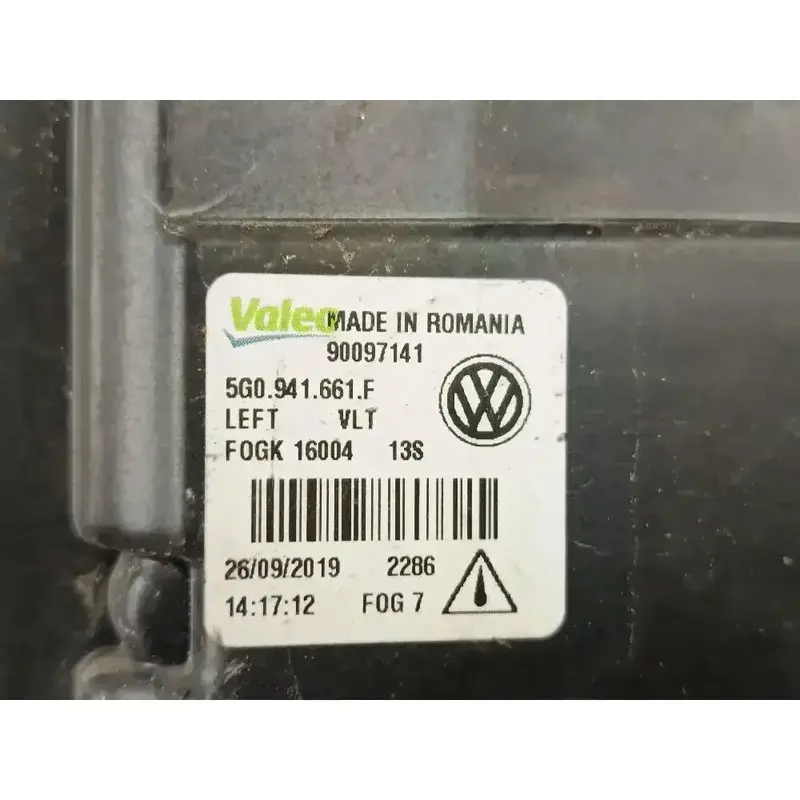 Valeo MADE IN ROMANIA
90097141
5G0.941.661.F
LEFT VLT
FOGK 16004 13S
26/09/2019 2286
14:17:12 FOG 7